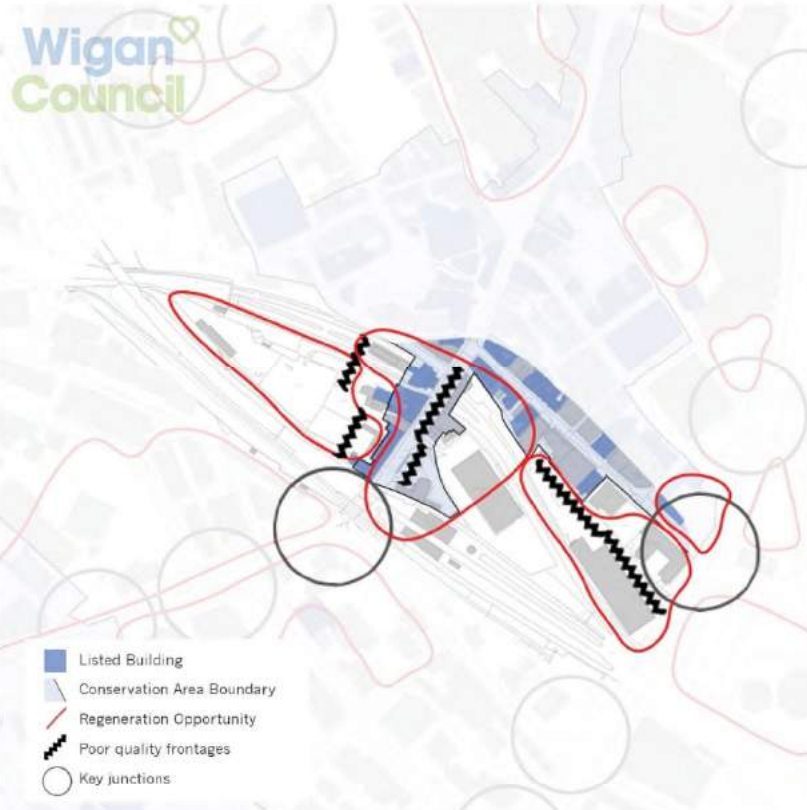 Wigan
Council
Listed Building
Conservation Area Boundary
Regeneration Opportunity
Poor quality frontages
Key junctions